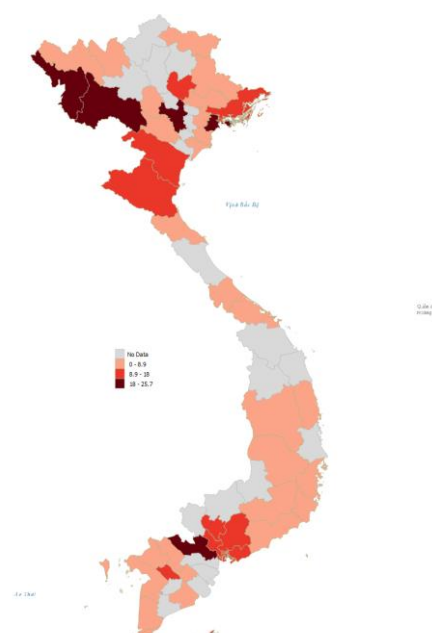 Vịnh Bắc Bộ
No Data
0 - 8.9
8.9 - 18
18 - 25.7